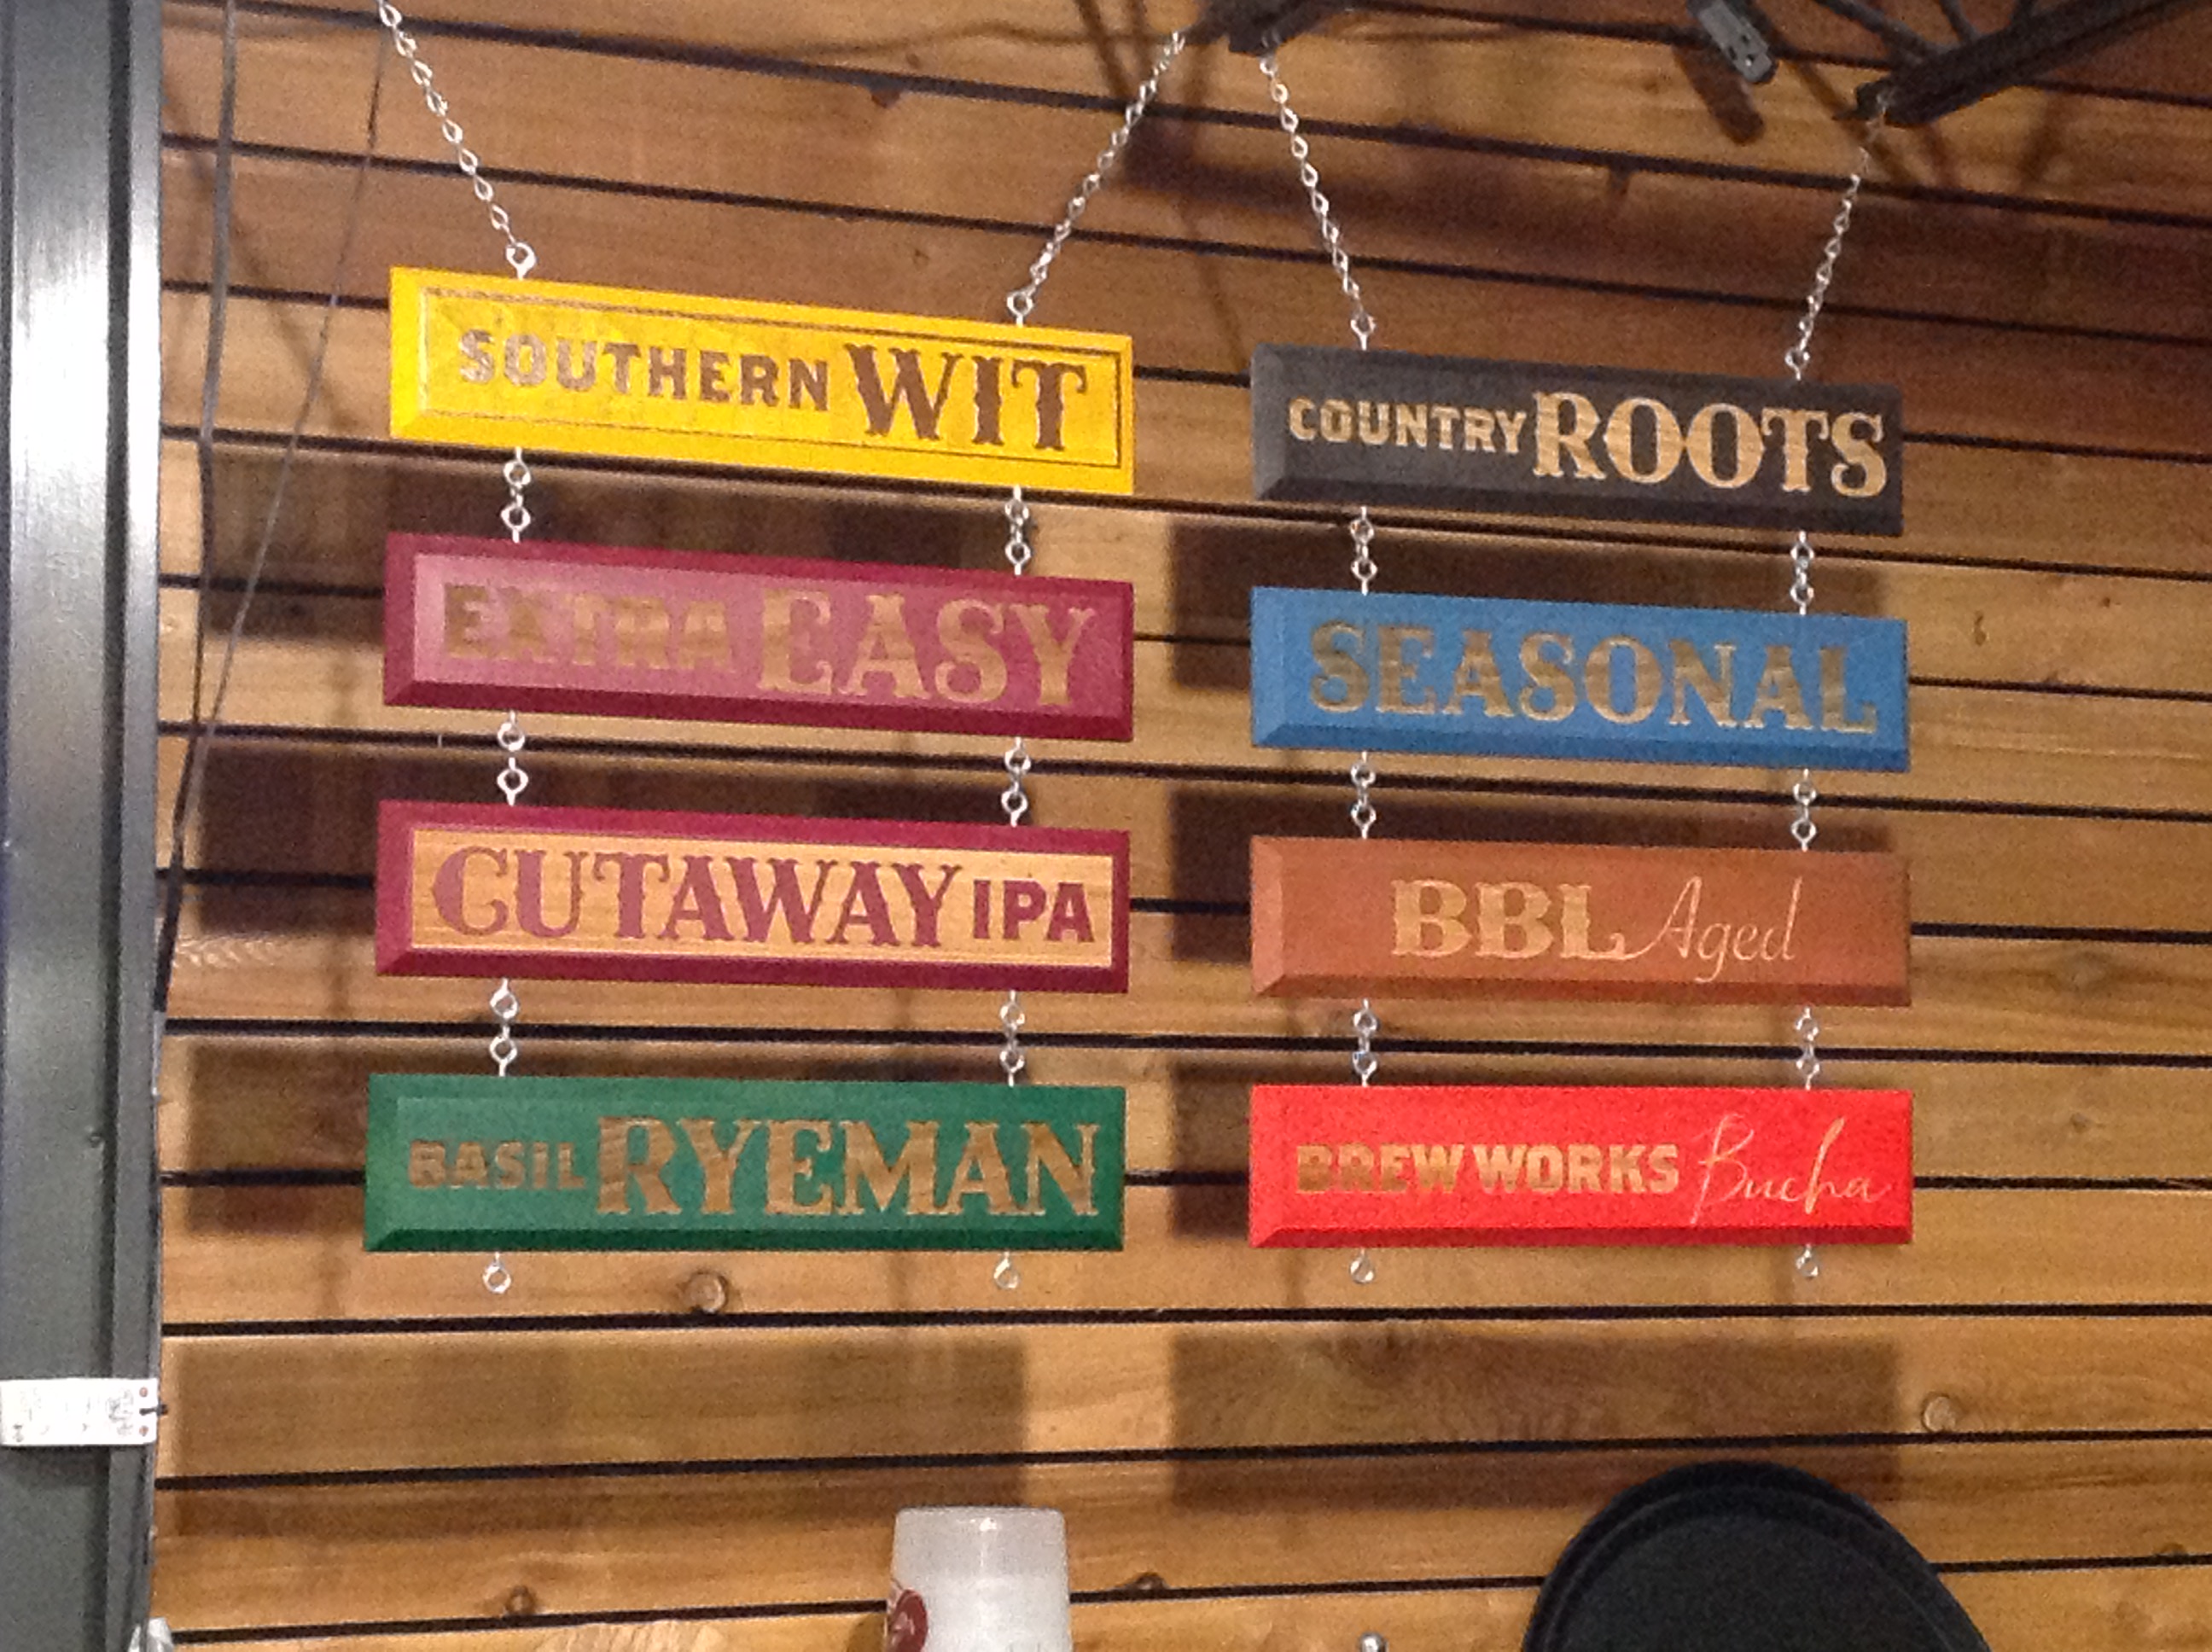 SOUTHERN WIT
EXTRA EASY
CUTAWAY IPA
BASIL RYEMAN
COUNTRY ROOTS
SEASONAL
BBL Aged
BREW WORKS Bucha